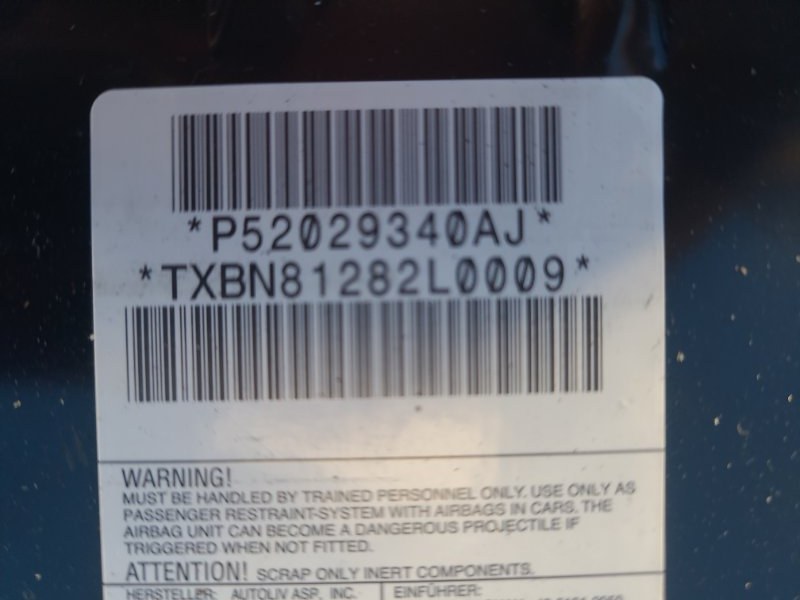 *P52029340AJ*
*TXBN81282L0009*
WARNING!
MUST BE HANDLED BY TRAINED PERSONNEL ONLY. USE ONLY AS
PASSENGER RESTRAINT-SYSTEM WITH AIRBAGS IN CARS. THE
AIRBAG UNIT CAN BECOME A DANGEROUS PROJECTILE IF
TRIGGERED WHEN NOT FITTED.
ATTENTION! SCRAP ONLY INERT COMPONENTS.
HERSTELLER: AUTOLIV ASP, INC. EINFÜHRER: